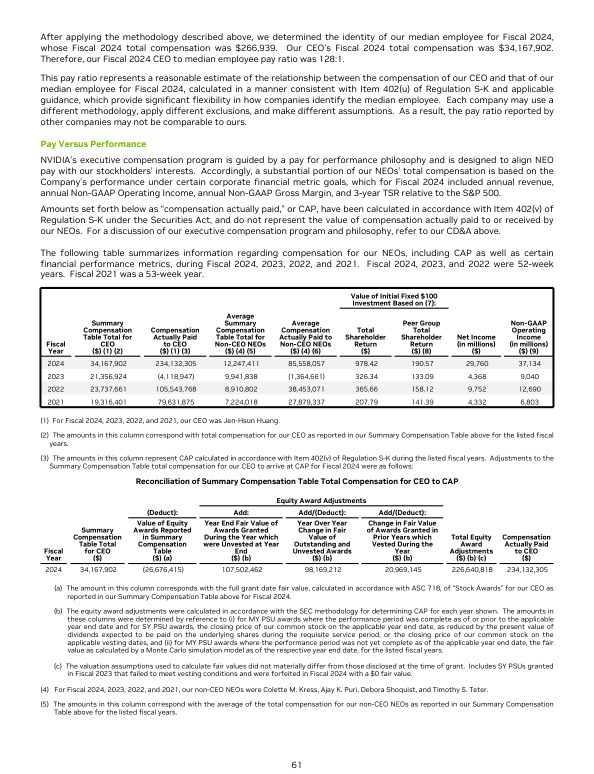 After applying the methodology described above, we determined the identity of our median employee for Fiscal 2024,
whose Fiscal 2024 total compensation was $266,939. Our CEO's Fiscal 2024 total compensation was $34,167,902.
Therefore, our Fiscal 2024 CEO to median employee pay ratio was 128:1.
This pay ratio represents a reasonable estimate of the relationship between the compensation of our CEO and that of our
median employee for Fiscal 2024, calculated in a manner consistent with Item 402(u) of Regulation S-K and applicable
guidance, which provide significant flexibility in how companies identify the median employee. Each company may use a
different methodology, apply different exclusions, and make different assumptions. As a result, the pay ratio reported by
other companies may not be comparable to ours.
Pay Versus Performance
NVIDIA's executive compensation program is guided by a pay for performance philosophy and is designed to align NEO
pay with our stockholders' interests. Accordingly, a substantial portion of our NEOs' total compensation is based on the
Company's performance under certain corporate financial metric goals, which for Fiscal 2024 included annual revenue,
annual Non-GAAP Operating Income, annual Non-GAAP Gross Margin, and 3-year TSR relative to the S&P 500.
Amounts set forth below as "compensation actually paid," or CAP, have been calculated in accordance with Item 402(v) of
Regulation S-K under the Securities Act, and do not represent the value of compensation actually paid to or received by
our NEOs. For a discussion of our executive compensation program and philosophy, refer to our CD&A above.
The following table summarizes information regarding compensation for our NEOs, including CAP as well as certain
financial performance metrics, during Fiscal 2024, 2023, 2022, and 2021. Fiscal 2024, 2023, and 2022 were 52-week
years. Fiscal 2021 was a 53-week year.
Value of Initial Fixed $100
Investment Based on (7):
Fiscal Year | Summary Compensation Table Total for CEO ($) (1) (2) | Compensation Actually Paid to CEO ($) (1) (3) | Average Summary Compensation Table Total for Non-CEO NEOs ($) (4) (5) | Average Compensation Actually Paid to Non-CEO NEOs ($) (4) (6) | Total Shareholder Return ($) | Peer Group Total Shareholder Return ($) (8) | Net Income (in millions) ($) | Non-GAAP Operating Income (in millions) ($) (9)
2024 34,167,902 234,132,305 12,247,411 85,558,057 978.42 190.57 29,760 37,134
2023 21,356,924 (4,118,947) 9,941,838 (1,364,661) 326.34 133.09 4,368 9,040
2022 23,737,661 105,543,768 8,910,802 38,453,071 365.66 158.12 9,752 12,690
2021 19,316,401 79,631,875 7,224,018 27,879,337 207.79 141.39 4,332 6,803
(1) For Fiscal 2024, 2023, 2022, and 2021, our CEO was Jen-Hsun Huang.
(2) The amounts in this column correspond with total compensation for our CEO as reported in our Summary Compensation Table above for the listed fiscal
years.
(3) The amounts in this column represent CAP calculated in accordance with Item 402(v) of Regulation S-K during the listed fiscal years. Adjustments to the
Summary Compensation Table total compensation for our CEO to arrive at CAP for Fiscal 2024 were as follows:
Reconciliation of Summary Compensation Table Total Compensation for CEO to CAP
Equity Award Adjustments
(Deduct): Add: Add/(Deduct): Add/(Deduct):
Fiscal Year | Summary Compensation Table Total for CEO ($) | Value of Equity Awards Reported in Summary Compensation Table ($) (a) | Year End Fair Value of Awards Granted During the Year which were Unvested at Year End ($) (b) | Year Over Year Change in Fair Value of Outstanding and Unvested Awards ($) (b) | Change in Fair Value of Awards Granted in Prior Years which Vested During the Year ($) (b) | Total Equity Award Adjustments ($) (b) (c) | Compensation Actually Paid to CEO ($)
2024 34,167,902 (26,676,415) 107,502,462 98,169,212 20,969,145 226,640,818 234,132,305
(a) The amount in this column corresponds with the full grant date fair value, calculated in accordance with ASC 718, of "Stock Awards" for our CEO as
reported in our Summary Compensation Table above for Fiscal 2024.
(b) The equity award adjustments were calculated in accordance with the SEC methodology for determining CAP for each year shown. The amounts in
these columns were determined by reference to (i) for MY PSU awards where the performance period was complete as of or prior to the applicable
year end date and for SY PSU awards, the closing price of our common stock on the applicable year end date, as reduced by the present value of
dividends expected to be paid on the underlying shares during the requisite service period, or the closing price of our common stock on the
applicable vesting dates, and (ii) for MY PSU awards where the performance period was not yet complete as of the applicable year end date, the fair
value as calculated by a Monte Carlo simulation model as of the respective year end date, for the listed fiscal years.
(c) The valuation assumptions used to calculate fair values did not materially differ from those disclosed at the time of grant. Includes SY PSUs granted
in Fiscal 2023 that failed to meet vesting conditions and were forfeited in Fiscal 2024 with a $0 fair value.
(4) For Fiscal 2024, 2023, 2022, and 2021, our non-CEO NEOs were Colette M. Kress, Ajay K. Puri, Debora Shoquist, and Timothy S. Teter.
(5) The amounts in this column correspond with the average of the total compensation for our non-CEO NEOs as reported in our Summary Compensation
Table above for the listed fiscal years.
61